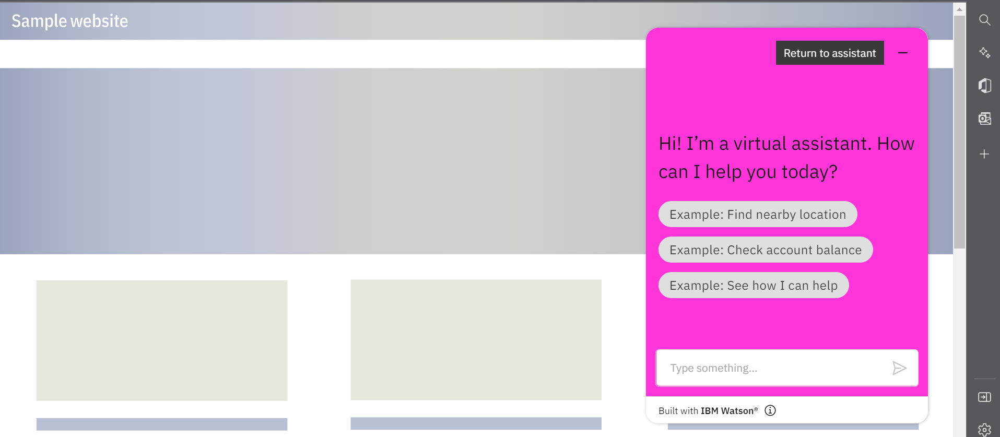 Sample website
Return to assistant
Hi! I’m a virtual assistant. How
can I help you today?
Example: Find nearby location
Example: Check account balance
Example: See how I can help
Type something...
Built with IBM Watson®